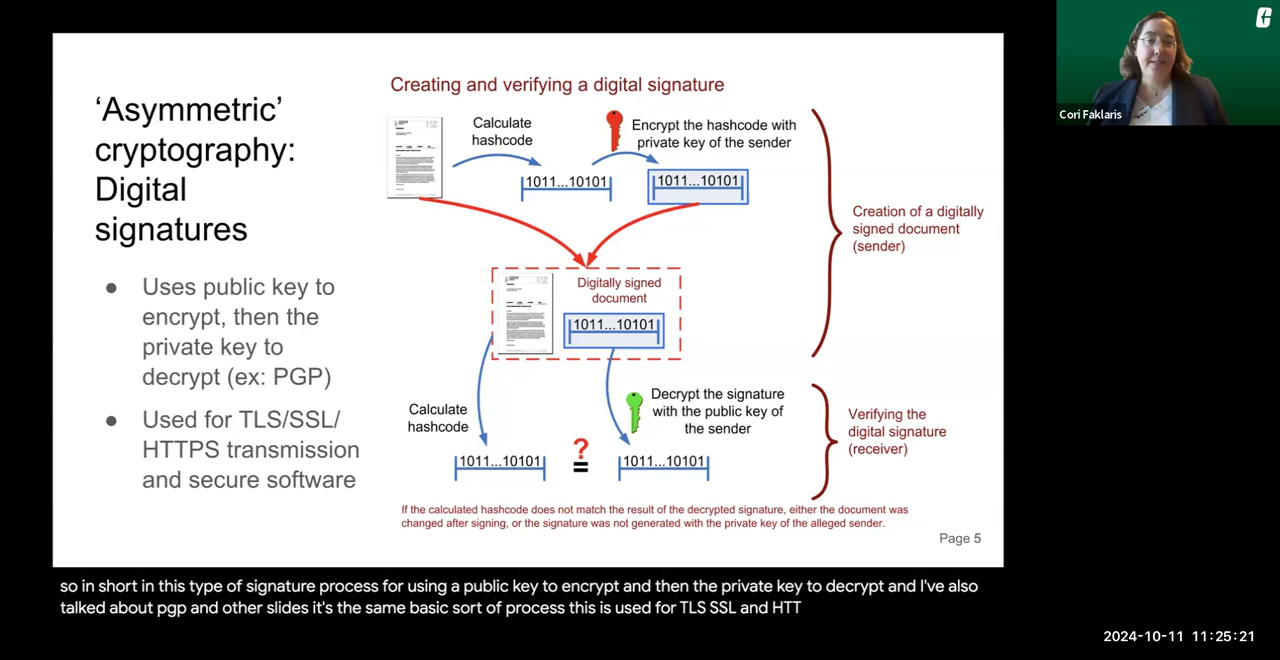 ‘Asymmetric’
cryptography:
Digital
signatures
● Uses public key to
encrypt, then the
private key to
decrypt (ex: PGP)
● Used for TLS/SSL/
HTTPS transmission
and secure software
Creating and verifying a digital signature
Calculate
hashcode
Encrypt the hashcode with
private key of the sender
1011...10101
1011...10101
Creation of a digitally
signed document
(sender)
Digitally signed
document
1011...10101
Calculate
hashcode
Decrypt the signature
with the public key of
the sender
Verifying the
digital signature
(receiver)
1011...10101
?
=
1011...10101
If the calculated hashcode does not match the result of the decrypted signature, either the document was
changed after signing, or the signature was not generated with the private key of the alleged sender.
Page 5
Cori Faklaris
so in short in this type of signature process for using a public key to encrypt and then the private key to decrypt and I've also
talked about pgp and other slides it's the same basic sort of process this is used for TLS SSL and HTT
2024-10-11 11:25:21